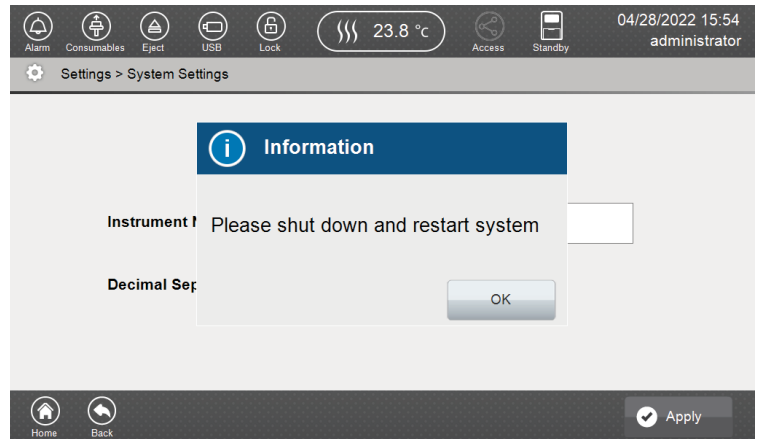 04/28/2022 15:54
23.8 °c
administrator
Alarm Consumables Eject USB Lock Access Standby
Settings > System Settings
Information
Instrument
Please shut down and restart system
Decimal Sep
OK
Apply
Home Back